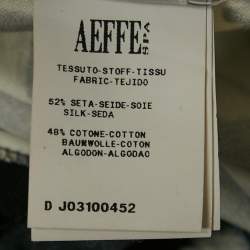 AEFFE SPA
TESSUTO-STOFF-TISSU
FABRIC-TEJIDO
52% SETA-SEIDE-SOIE
SILK-SEDA
48% COTONE-COTTON
BAUMWOLLE-COTON
ALGODON-ALGODAO
D J03100452